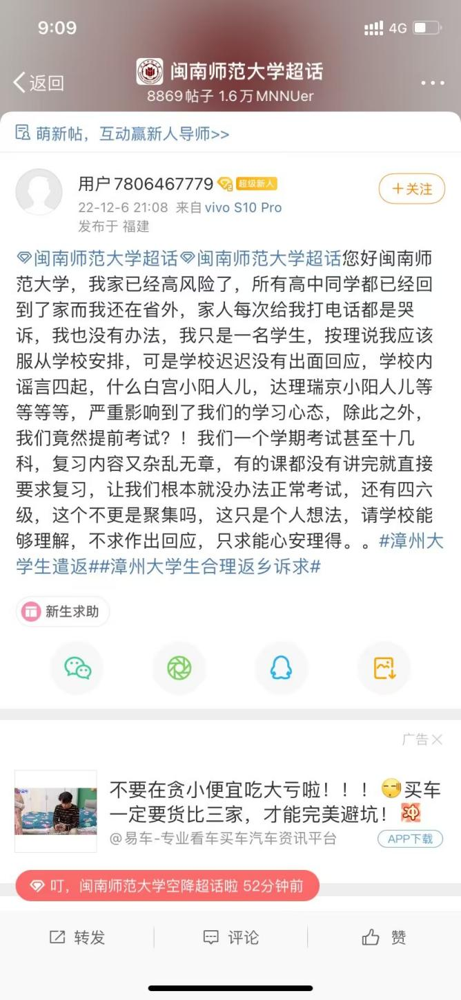 9:09
4G
返回
闽南师范大学超话
8869帖子 1.6万MNNUer
萌新帖，互动赢新人导师>>
用户7806467779
超级新人
+关注
22-12-6 21:08 来自 vivo S10 Pro
发布于 福建
闽南师范大学超话闽南师范大学超话您好闽南师
范大学，我家已经高风险了，所有高中同学都已经回
到了家而我还在省外，家人每次给我打电话都是哭
诉，我也没有办法，我只是一名学生，按理说我应该
服从学校安排，可是学校迟迟没有出面回应，学校内
谣言四起，什么白宫小阳人儿，达理瑞京小阳人儿等
等等等，严重影响到了我们的学习心态，除此之外，
我们竟然提前考试？！我们一个学期考试甚至十几
科，复习内容又杂乱无章，有的课都没有讲完就直接
要求复习，让我们根本就没办法正常考试，还有四六
级，这个不更是聚集吗，这只是个人想法，请学校能
够理解，不求作出回应，只求能心安理得。。#漳州大
学生遣返##漳州大学生合理返乡诉求#
新生求助
广告
不要在贪小便宜吃大亏啦！！！买车
一定要货比三家，才能完美避坑！
@易车-专业看车买车汽车资讯平台
APP下载
叮，闽南师范大学空降超话啦 52分钟前
转发
评论
赞